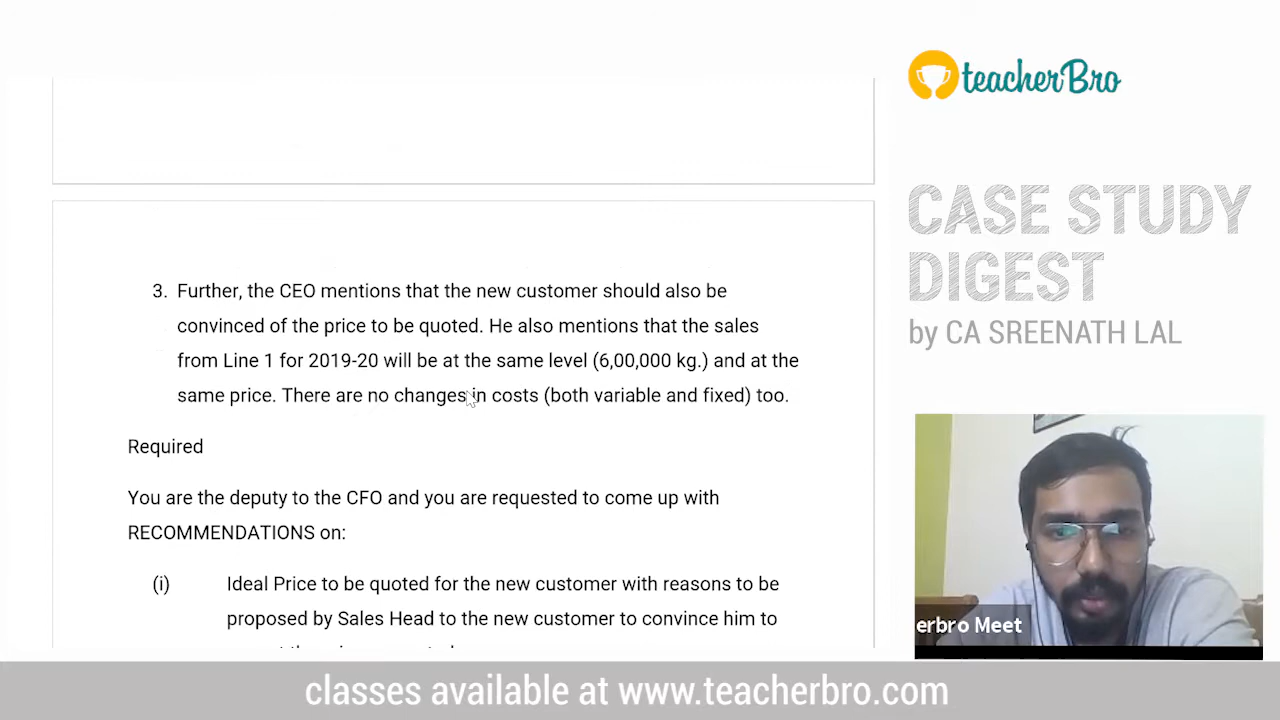 teacherBro
CASE STUDY
DIGEST
by CA SREENATH LAL
3. Further, the CEO mentions that the new customer should also be
convinced of the price to be quoted. He also mentions that the sales
from Line 1 for 2019-20 will be at the same level (6,00,000 kg.) and at the
same price. There are no changes in costs (both variable and fixed) too.
Required
You are the deputy to the CFO and you are requested to come up with
RECOMMENDATIONS on:
(i) Ideal Price to be quoted for the new customer with reasons to be
proposed by Sales Head to the new customer to convince him to
erbro Meet
classes available at www.teacherbro.com